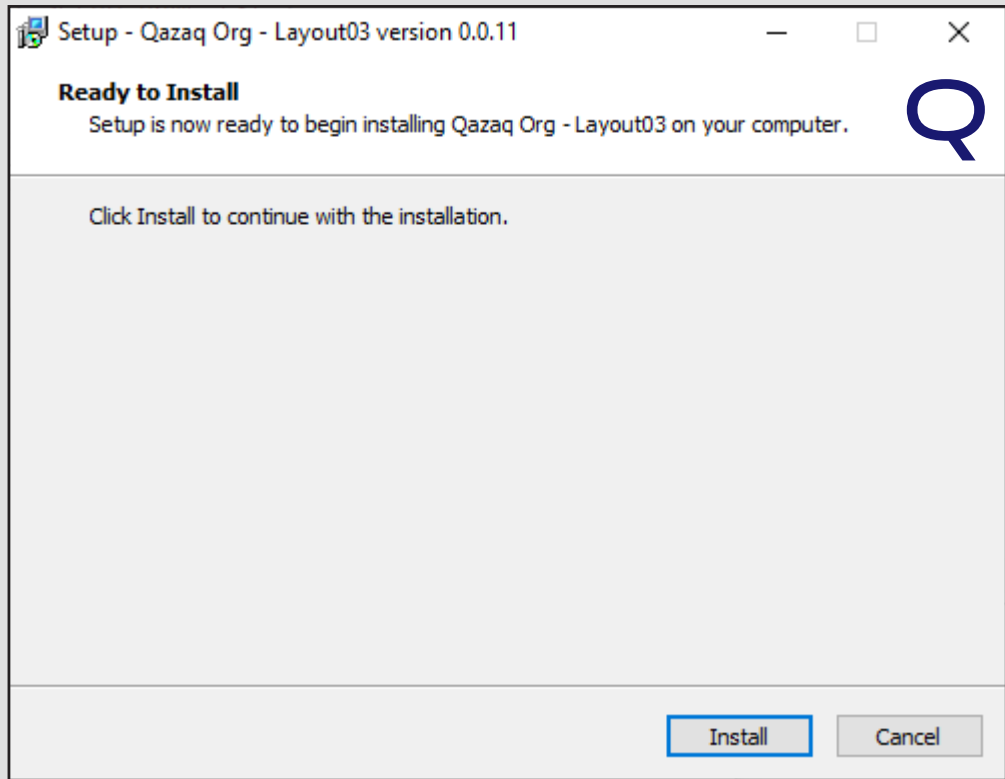 Setup - Qazaq Org - Layout03 version 0.0.11
Ready to Install
Setup is now ready to begin installing Qazaq Org - Layout03 on your computer.
Q
Click Install to continue with the installation.
Install Cancel